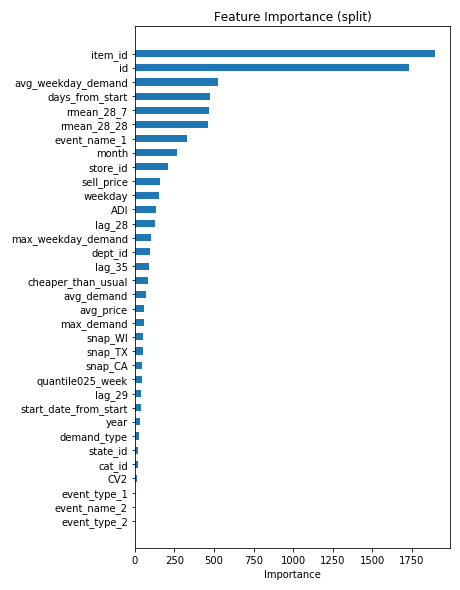 Feature Importance (split)
item_id
id
avg_weekday_demand
days_from_start
rmean_28_7
rmean_28_28
event_name_1
month
store_id
sell_price
weekday
ADI
lag_28
max_weekday_demand
dept_id
lag_35
cheaper_than_usual
avg_demand
avg_price
max_demand
snap_WI
snap_TX
snap_CA
quantile025_week
lag_29
start_date_from_start
year
demand_type
state_id
cat_id
CV2
event_type_1
event_name_2
event_type_2
0 250 500 750 1000 1250 1500 1750
Importance